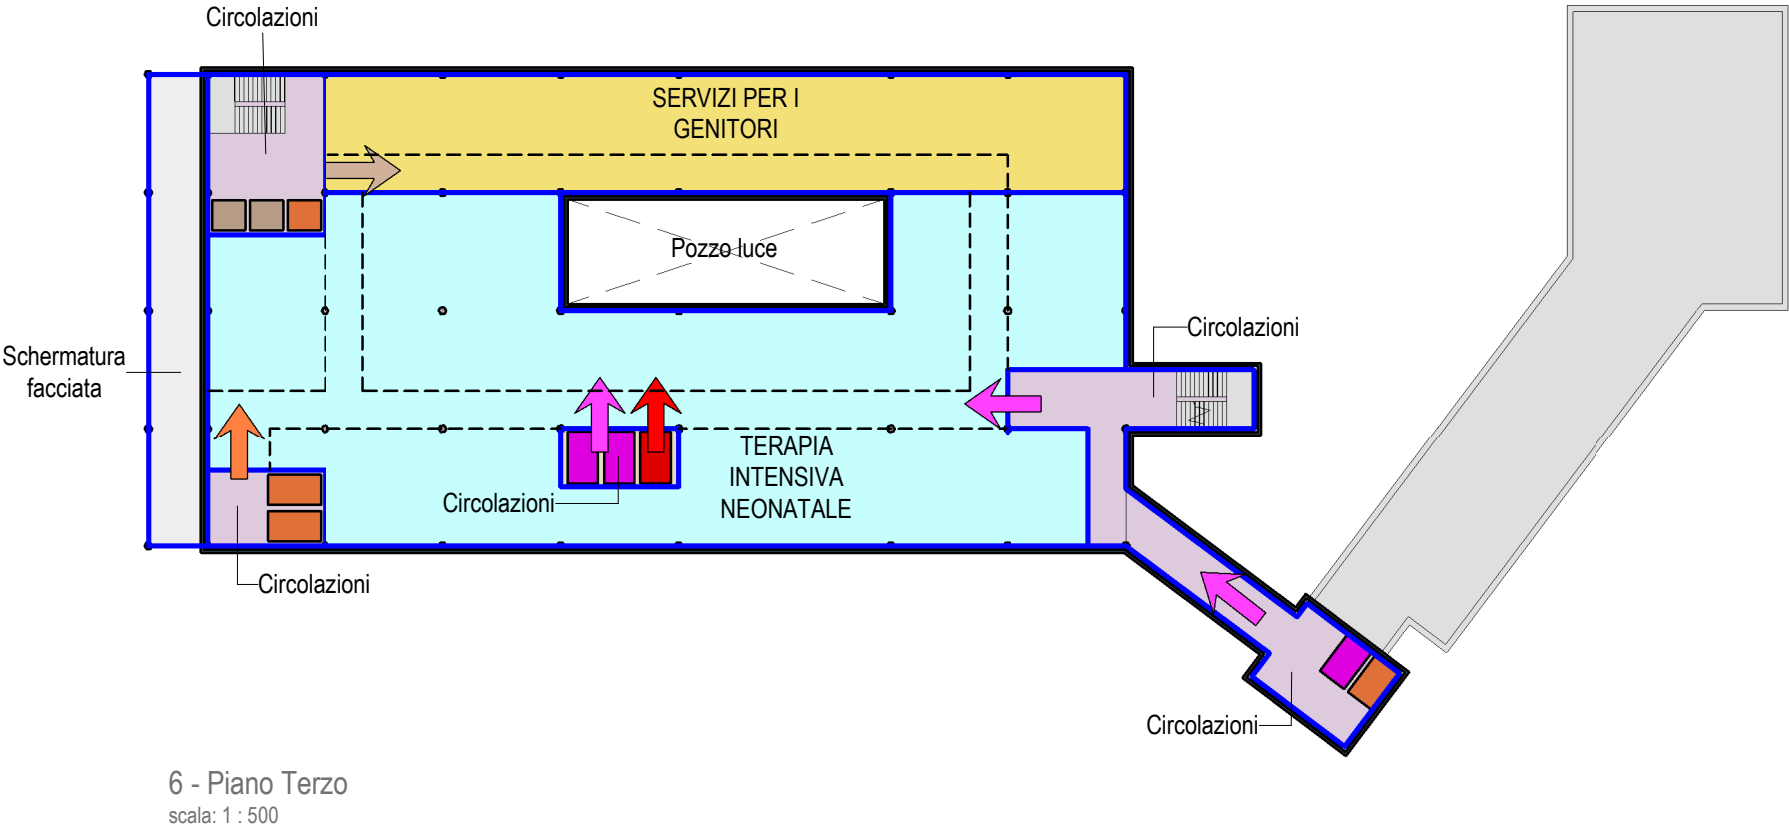 Circolazioni
SERVIZI PER I
GENITORI
Pozzo luce
Circolazioni
Schermatura
facciata
TERAPIA
INTENSIVA
NEONATALE
Circolazioni
Circolazioni
Circolazioni
6 - Piano Terzo
scala: 1 : 500